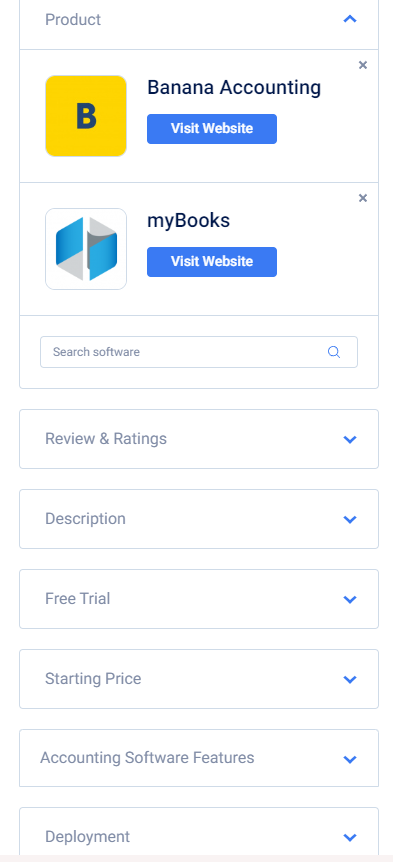 Product
×
Banana Accounting
B
Visit Website
×
myBooks
Visit Website
Search software
Review & Ratings
Description
Free Trial
Starting Price
Accounting Software Features
Deployment